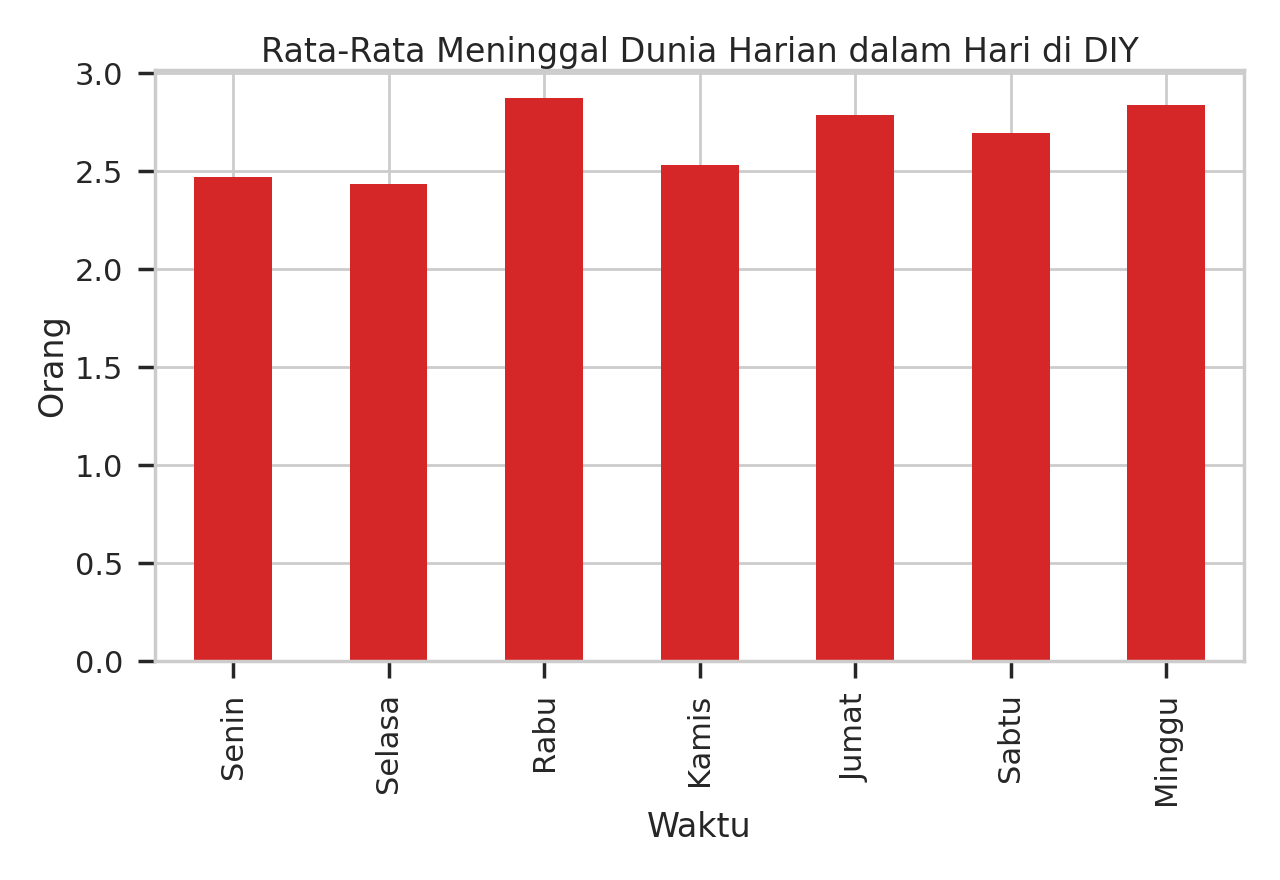 Rata-Rata Meninggal Dunia Harian dalam Hari di DIY
3.0
2.5
2.0
1.5
1.0
0.5
0.0
Orang
Senin
Selasa
Rabu
Kamis
Jumat
Sabtu
Minggu
Waktu